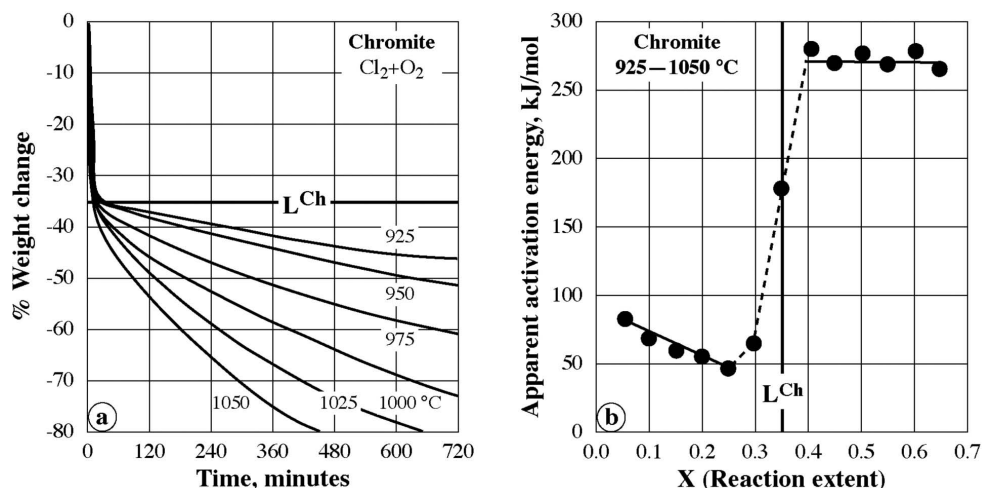 0
-10
-20
-30
-40
-50
-60
-70
-80
% Weight change
Chromite
Cl₂+O₂
L^Ch
925
950
975
1050
1025
1000 °C
a
0
120
240
360
480
600
720
Time, minutes
300
250
200
150
100
50
0
Apparent activation energy, kJ/mol
Chromite
925—1050 °C
L^Ch
b
0.0
0.1
0.2
0.3
0.4
0.5
0.6
0.7
X (Reaction extent)